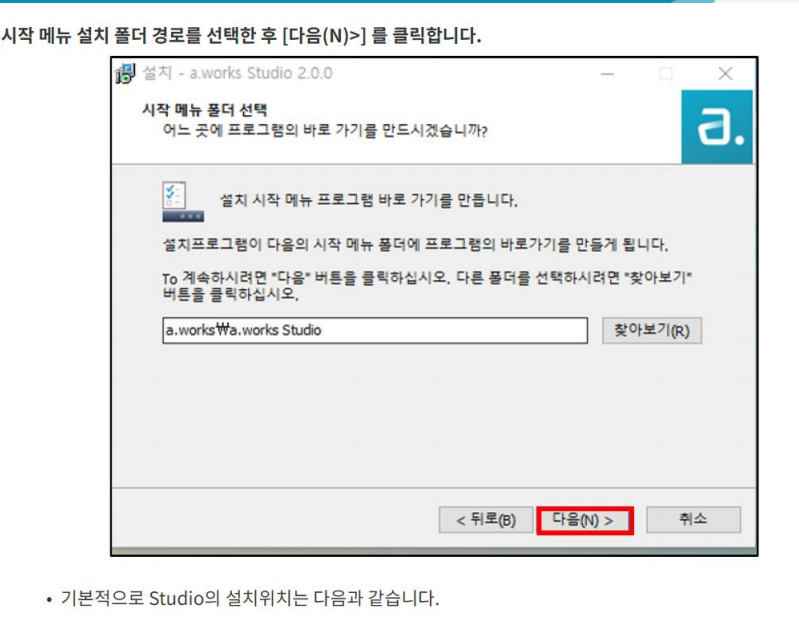 시작 메뉴 설치 폴더 경로를 선택한 후 [다음(N)>] 를 클릭합니다.
설치 - a.works Studio 2.0.0
시작 메뉴 폴더 선택
어느 곳에 프로그램의 바로 가기를 만드시겠습니까?
a.
설치 시작 메뉴 프로그램 바로 가기를 만듭니다.
설치프로그램이 다음의 시작 메뉴 폴더에 프로그램의 바로가기를 만들게 됩니다.
To 계속하시려면 "다음" 버튼을 클릭하십시오. 다른 폴더를 선택하시려면 "찾아보기"
버튼을 클릭하십시오.
a.works₩a.works Studio 찾아보기(R)
< 뒤로(B) 다음(N) > 취소
• 기본적으로 Studio의 설치위치는 다음과 같습니다.